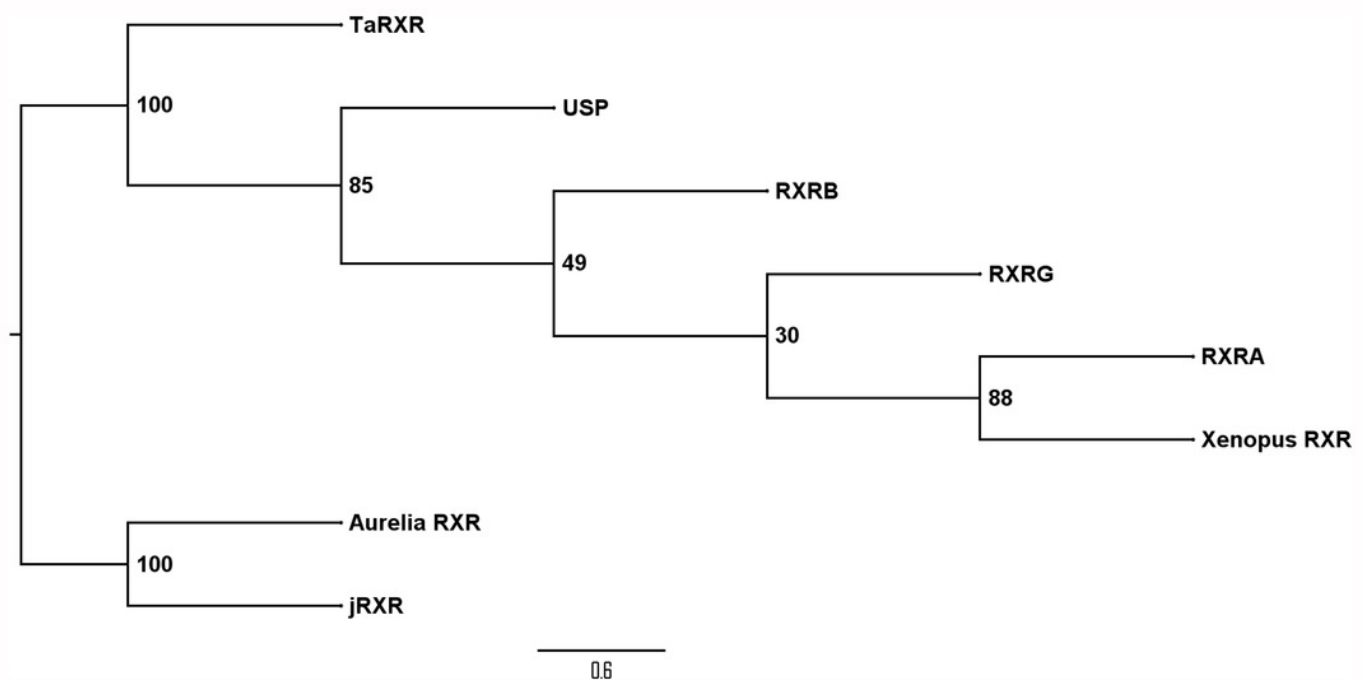 TaRXR
100
USP
85
RXRB
49
RXRG
30
RXRA
88
Xenopus RXR
Aurelia RXR
100
jRXR
0.6